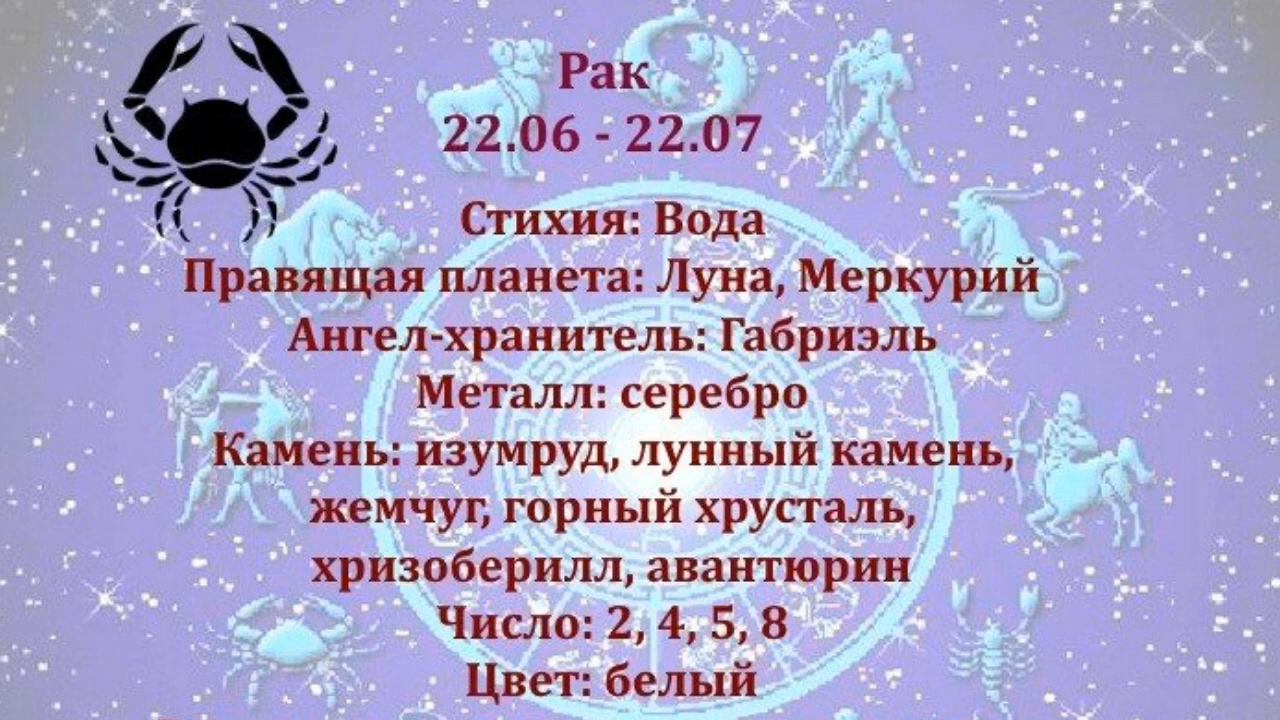 Рак
22.06 - 22.07
Стихия: Вода
Правящая планета: Луна, Меркурий
Ангел-хранитель: Габриэль
Металл: серебро
Камень: изумруд, лунный камень,
жемчуг, горный хрусталь,
хризоберилл, авантюрин
Число: 2, 4, 5, 8
Цвет: белый